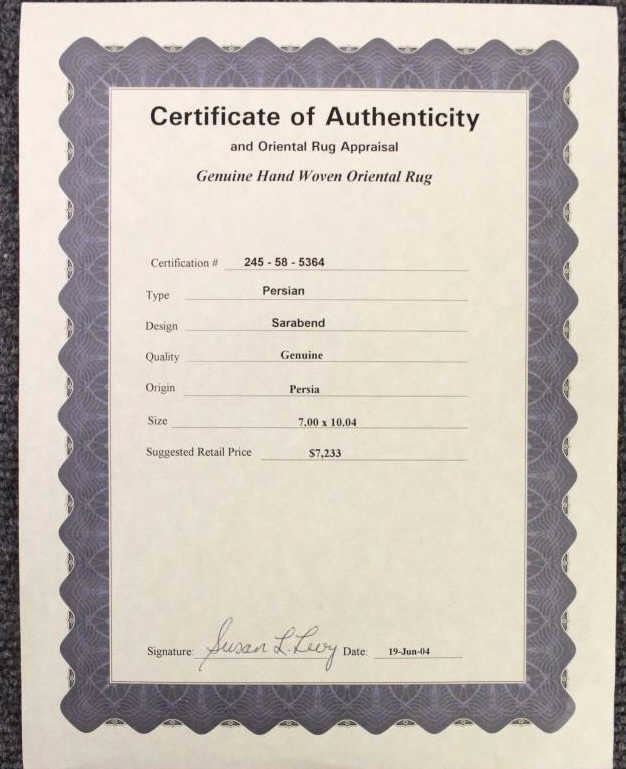 Certificate of Authenticity
and Oriental Rug Appraisal
Genuine Hand Woven Oriental Rug
Certification # 245 - 58 - 5364
Type Persian
Design Sarabend
Quality Genuine
Origin Persia
Size 7.00 x 10.04
Suggested Retail Price $7,233
Signature: Susan L. Levy Date: 19-Jun-04